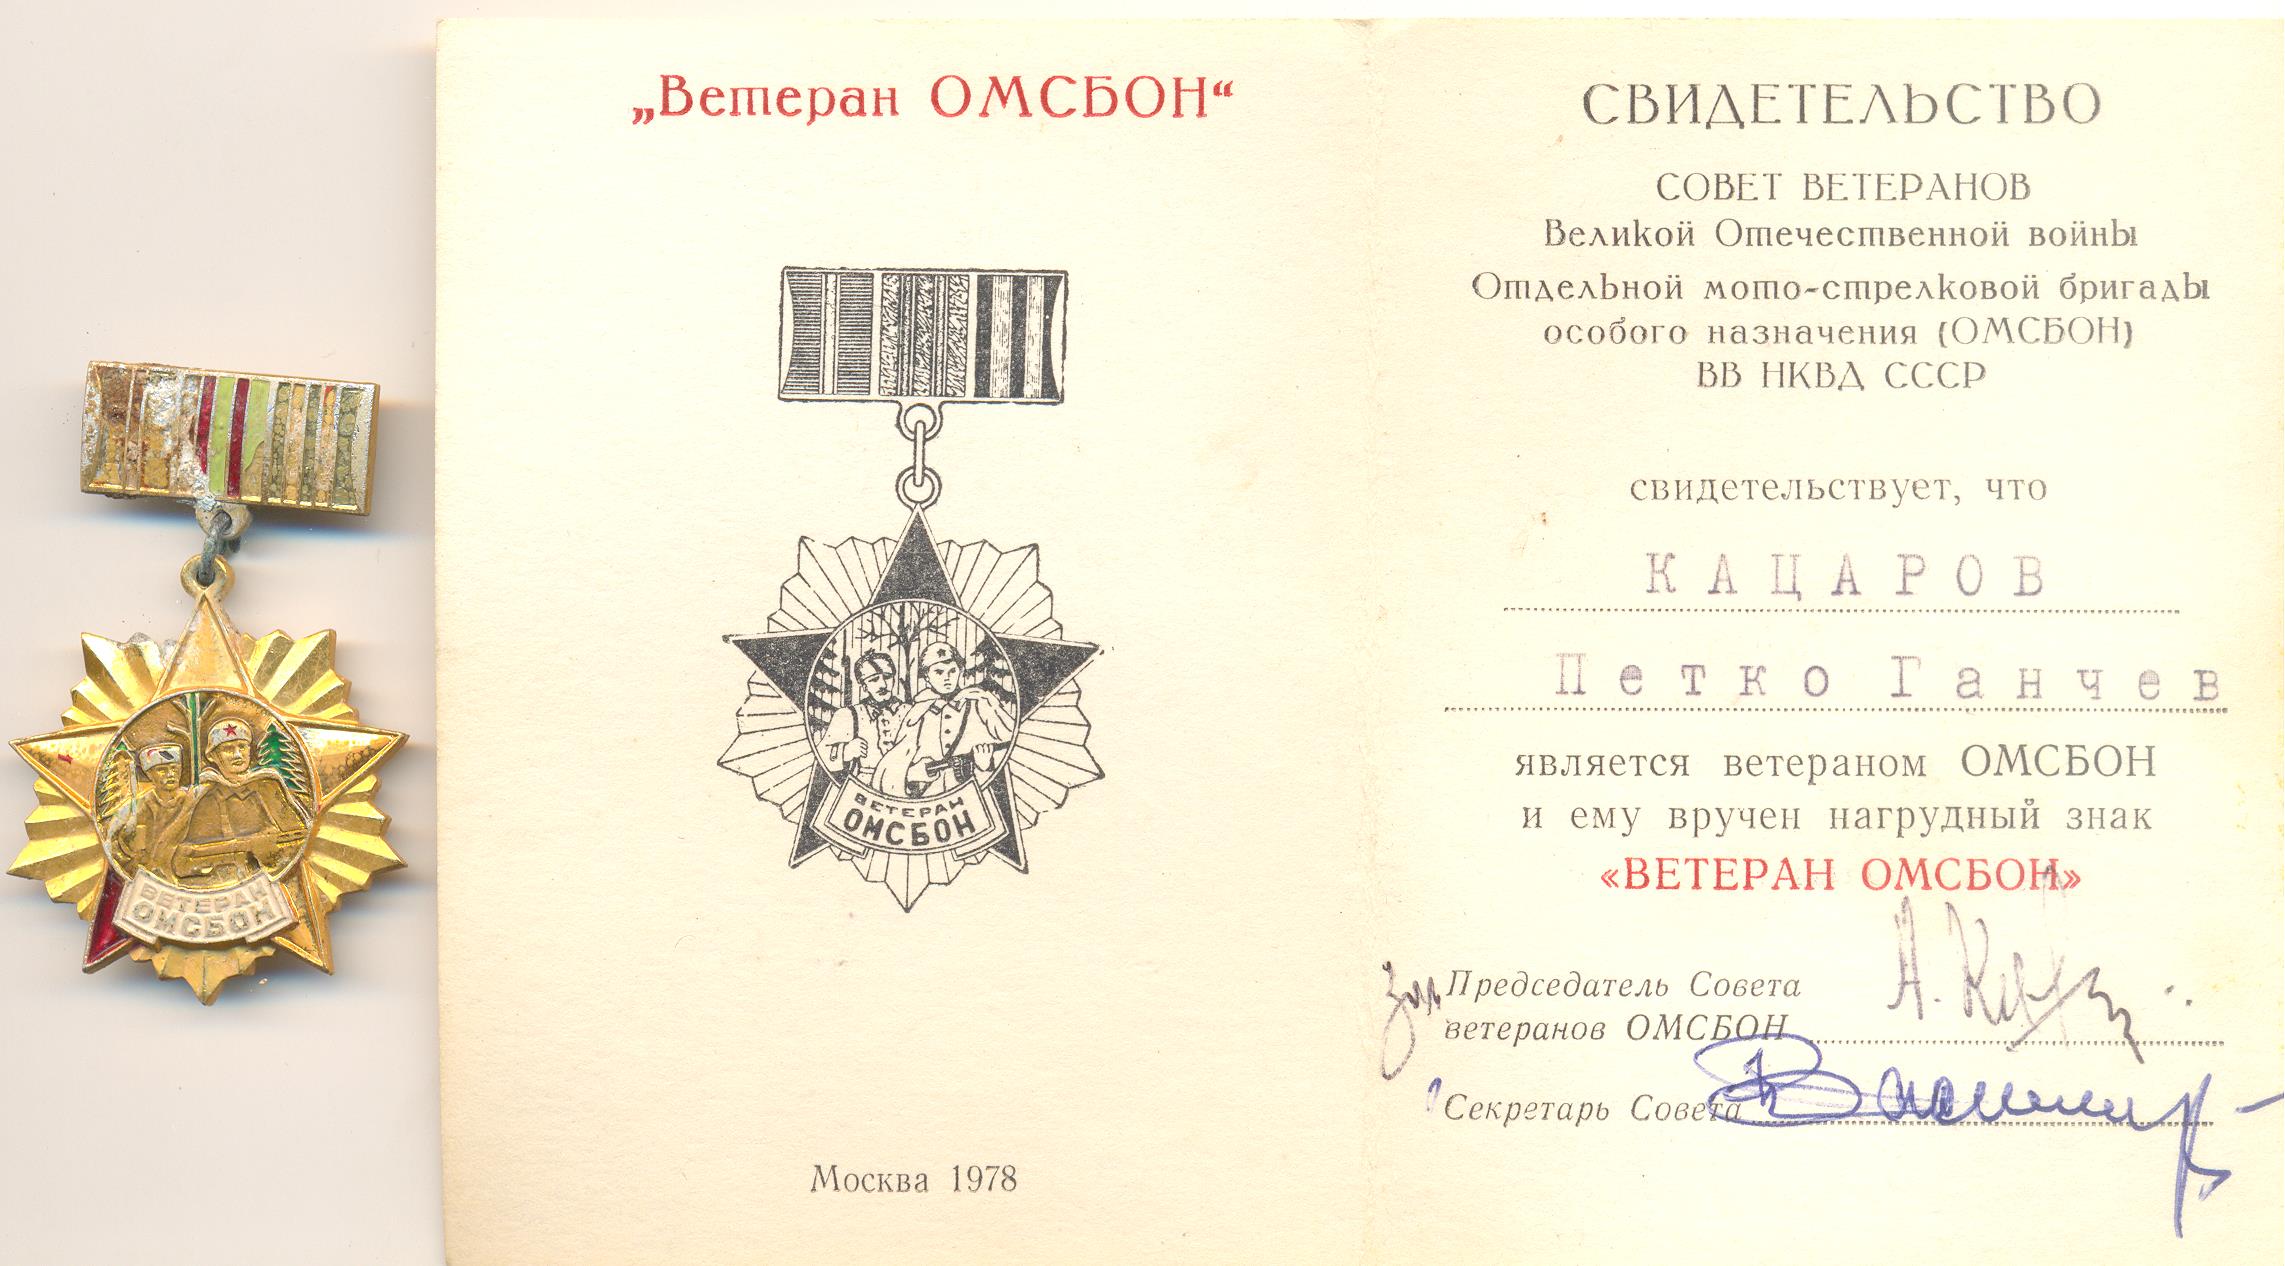 ВЕТЕРАН
ОМСБОН
„Ветеран ОМСБОН“
ВЕТЕРАН
ОМСБОН
Москва 1978
СВИДЕТЕЛЬСТВО
СОВЕТ ВЕТЕРАНОВ
Великой Отечественной войны
Отдельной мото-стрелковой бригады
особого назначения (ОМСБОН)
ВВ НКВД СССР
свидетельствует, что
КАЦАРОВ
Петко Ганчев
является ветераном ОМСБОН
и ему вручен нагрудный знак
«ВЕТЕРАН ОМСБОН»
Председатель Совета
ветеранов ОМСБОН
Секретарь Совета